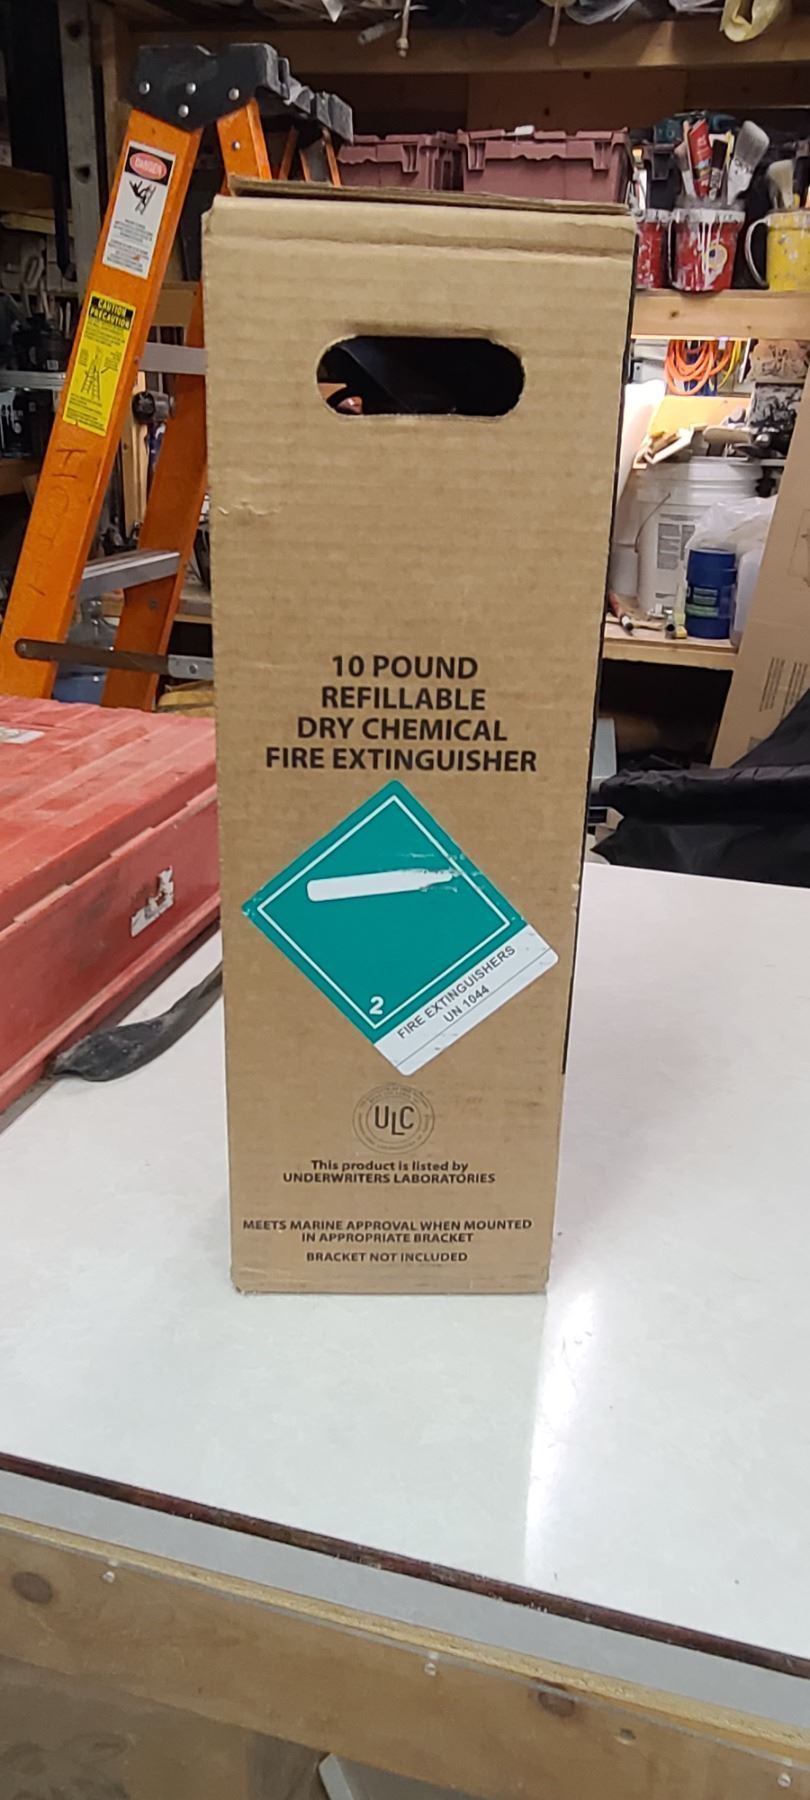 DANGER
CAUTION
PRECAUTION
10 POUND
REFILLABLE
DRY CHEMICAL
FIRE EXTINGUISHER
2
FIRE EXTINGUISHERS
UN 1044
ULC
This product is listed by
UNDERWRITERS LABORATORIES
MEETS MARINE APPROVAL WHEN MOUNTED
IN APPROPRIATE BRACKET
BRACKET NOT INCLUDED